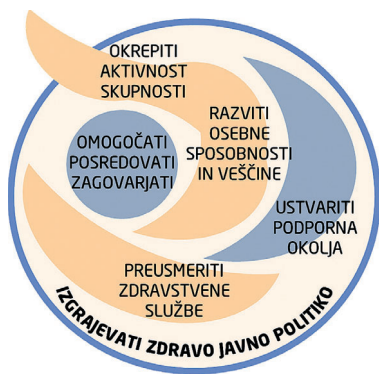 OKREPITI
AKTIVNOST
SKUPNOSTI
RAZVITI
OSEBNE
SPOSOBNOSTI
IN VEŠČINE
OMOGOČATI
POSREDOVATI
ZAGOVARJATI
USTVARITI
PODPORNA
OKOLJA
PREUSMERITI
ZDRAVSTVENE
SLUŽBE
IZGRAJEVATI ZDRAVO JAVNO POLITIKO